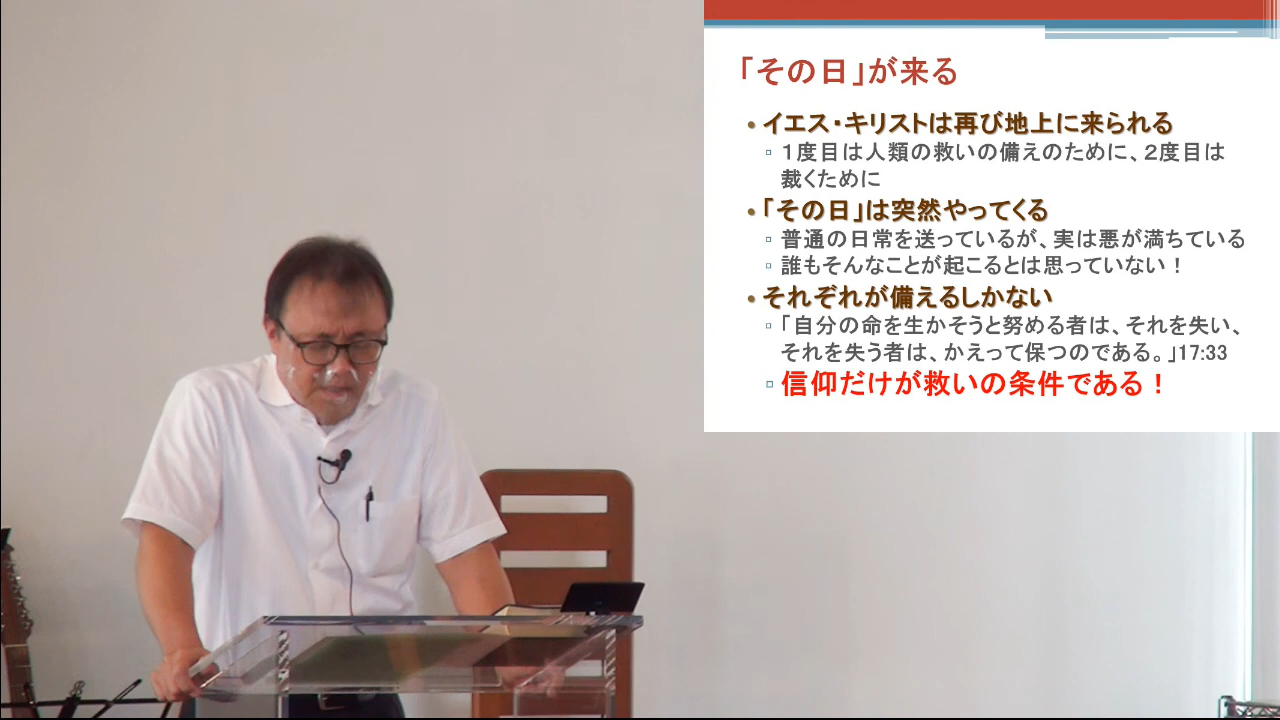 「その日」が来る
• イエス・キリストは再び地上に来られる
１度目は人類の救いの備えのために、２度目は
裁くために
• 「その日」は突然やってくる
普通の日常を送っているが、実は悪が満ちている
誰もそんなことが起こるとは思っていない！
• それぞれが備えるしかない
「自分の命を生かそうと努める者は、それを失い、
それを失う者は、かえって保つのである。」17:33
信仰だけが救いの条件である！